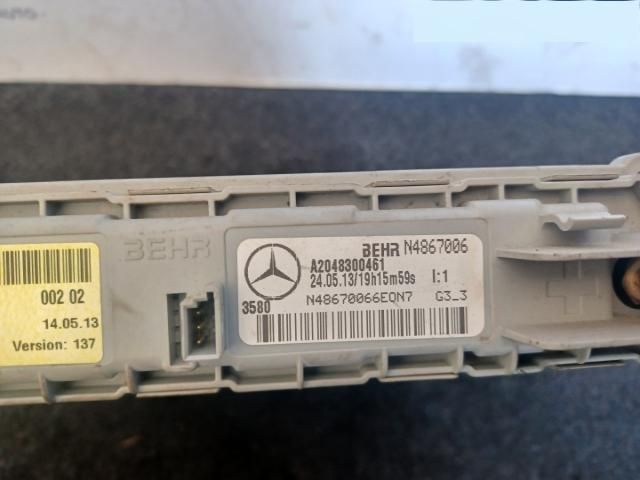 002 02
14.05.13
Version: 137
BEHR
BEHR N4867006
A2048300461
24.05.13/19h15m59s I:1
3580
N48670066EQN7 G3_3